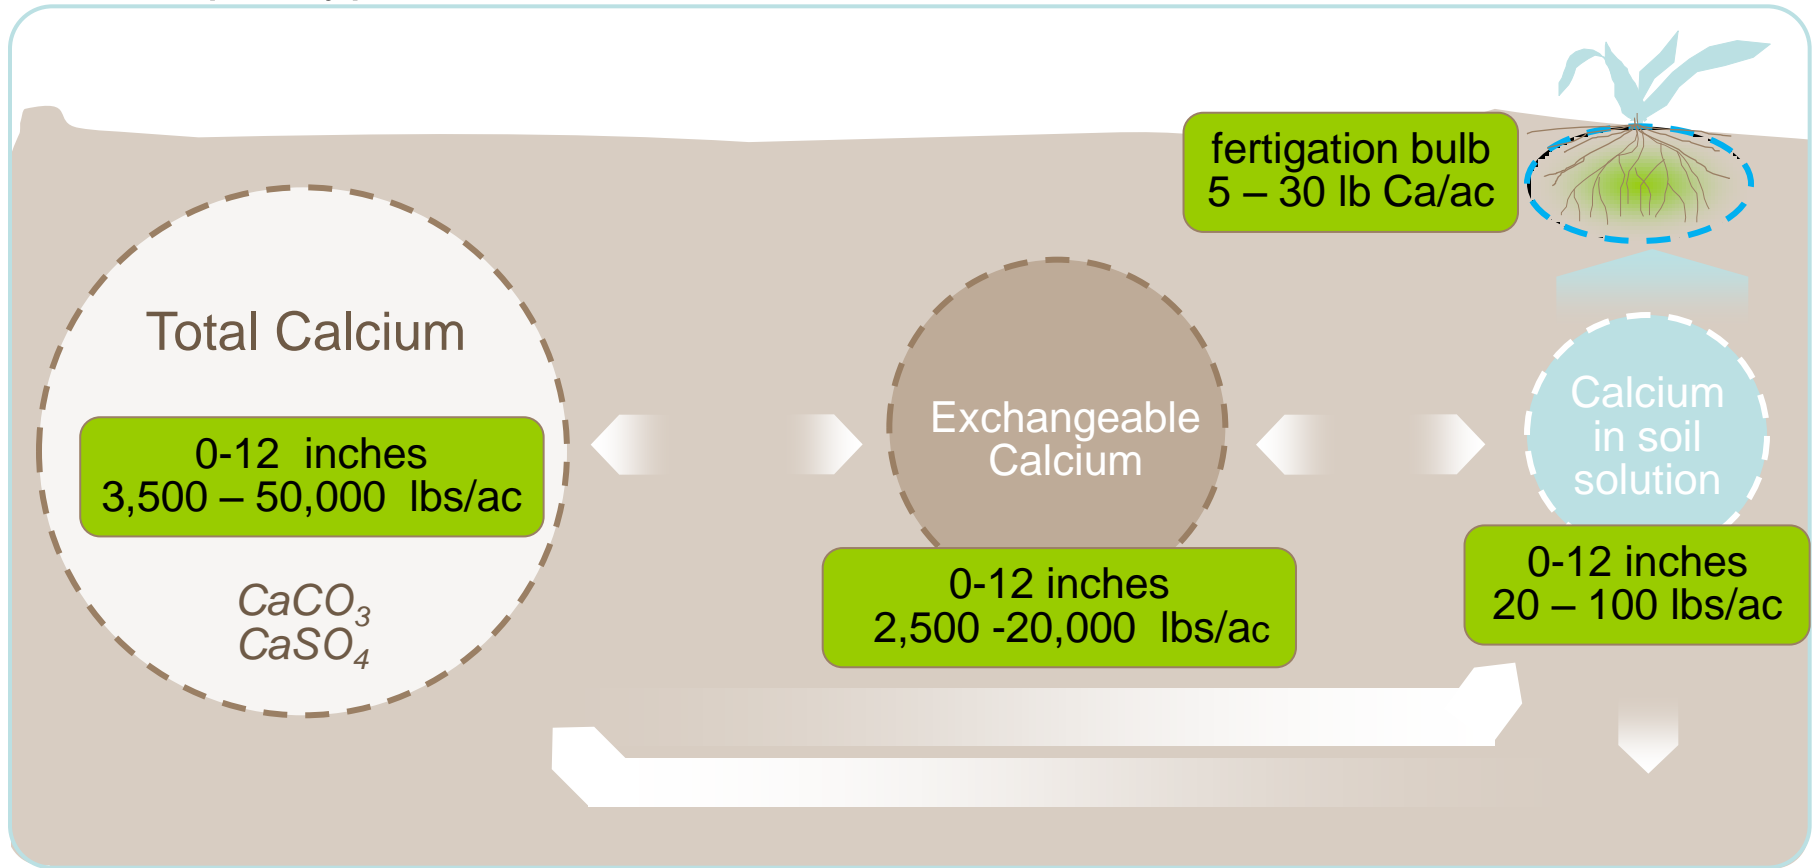 fertigation bulb
5 – 30 lb Ca/ac
Total Calcium
0-12 inches
3,500 – 50,000 lbs/ac
CaCO3
CaSO4
Exchangeable
Calcium
0-12 inches
2,500 -20,000 lbs/ac
Calcium
in soil
solution
0-12 inches
20 – 100 lbs/ac